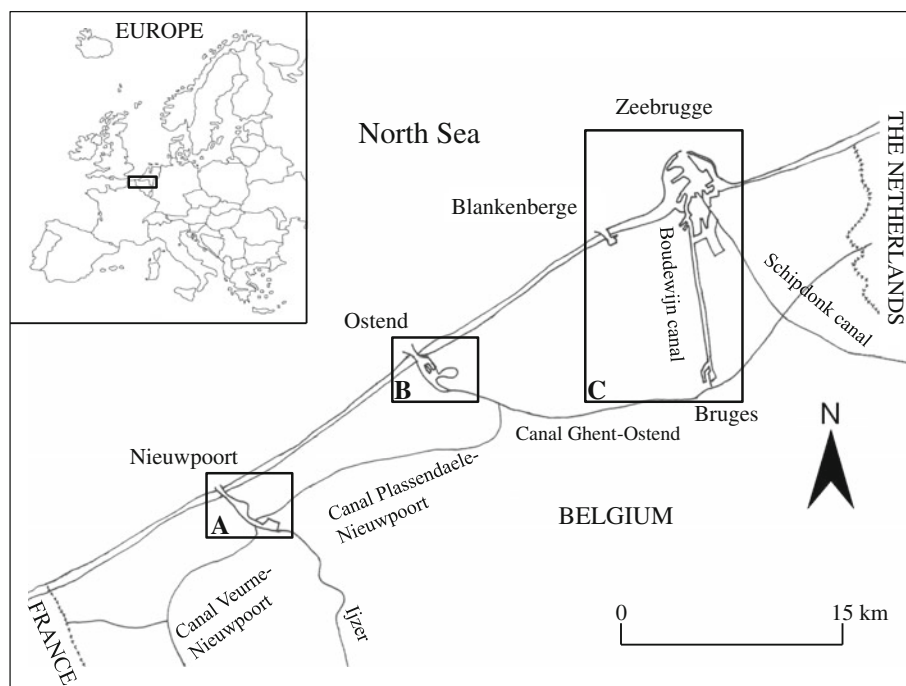 EUROPE
North Sea
Zeebrugge
THE NETHERLANDS
Blankenberge
Boudewijn canal
Schipdonk canal
Ostend
B
C
Bruges
Canal Ghent-Ostend
N
Nieuwpoort
A
Canal Plassendaele-
Nieuwpoort
BELGIUM
Canal Veurne-
Nieuwpoort
Ijzer
FRANCE
0
15 km